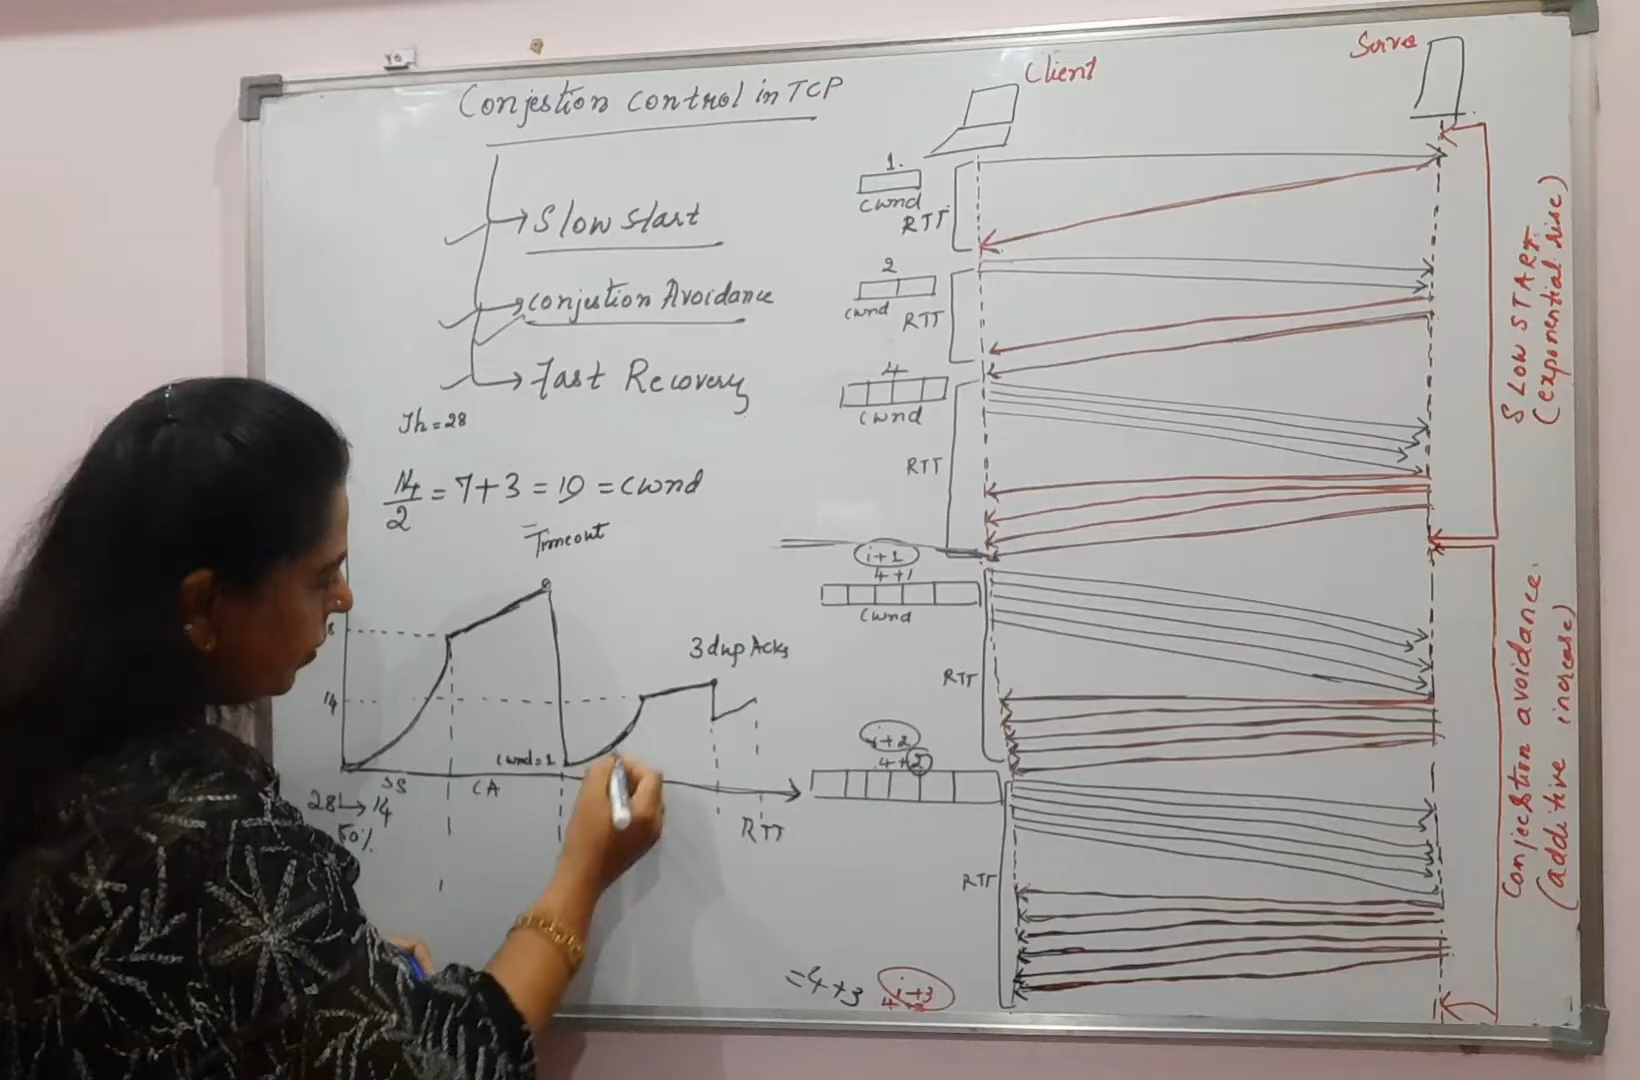 Conjestion control in TCP
Slow start
conjestion Avoidance
Fast Recovery
Th = 28
14/2 = 7 + 3 = 10 = cwnd
Timeout
3 dup Acks
8
14
cwnd = 1
SS
CA
28 → 14
50%
RTT
Client
1.
cwnd
RTT
2
cwnd
RTT
4
cwnd
RTT
i+1
4+1
cwnd
RTT
i+2
4+2
RTT
= 4 + 3
i+3
SLOW START
(exponential rise)
Conjestion avoidance.
(additive increase)